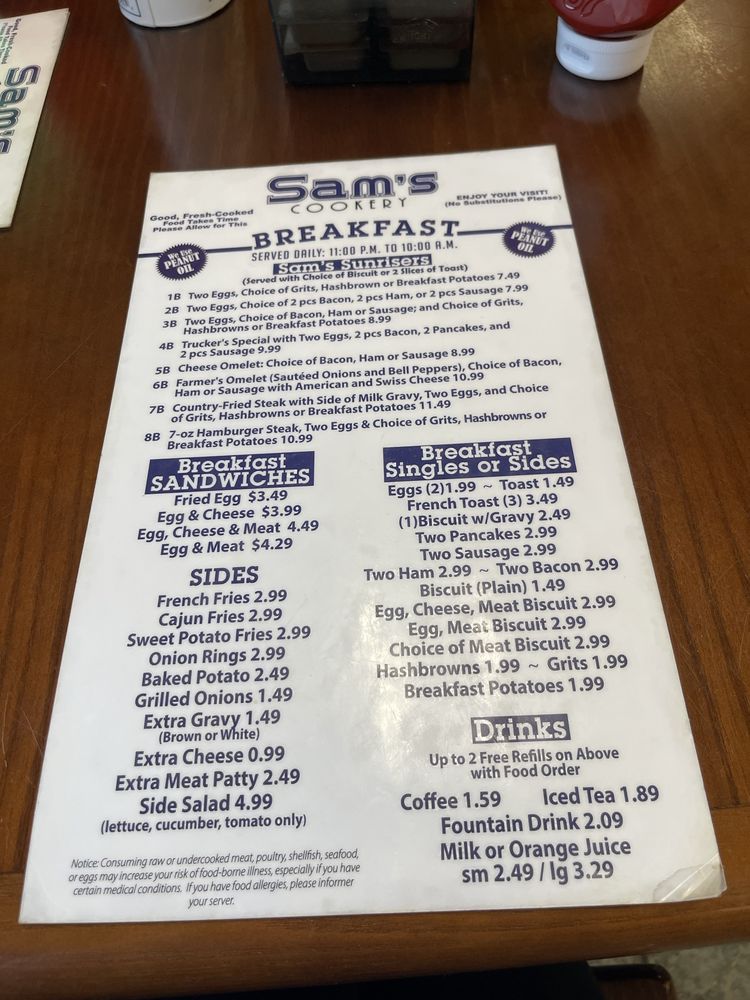 Sam's
Sam's
COOKERY
Good, Fresh-Cooked
Food Takes Time
Please Allow for This
ENJOY YOUR VISIT!
(No Substitutions Please)
BREAKFAST
SERVED DAILY: 11:00 P.M. TO 10:00 A.M.
We Use
PEANUT
OIL
We Use
PEANUT
OIL
Sam's Sunrisers
(Served with Choice of Biscuit or 2 Slices of Toast)
1B Two Eggs, Choice of Grits, Hashbrown or Breakfast Potatoes 7.49
2B Two Eggs, Choice of 2 pcs Bacon, 2 pcs Ham, or 2 pcs Sausage 7.99
3B Two Eggs, Choice of Bacon, Ham or Sausage; and Choice of Grits,
Hashbrowns or Breakfast Potatoes 8.99
4B Trucker's Special with Two Eggs, 2 pcs Bacon, 2 Pancakes, and
2 pcs Sausage 9.99
5B Cheese Omelet: Choice of Bacon, Ham or Sausage 8.99
6B Farmer's Omelet (Sautéed Onions and Bell Peppers), Choice of Bacon,
Ham or Sausage with American and Swiss Cheese 10.99
7B Country-Fried Steak with Side of Milk Gravy, Two Eggs, and Choice
of Grits, Hashbrowns or Breakfast Potatoes 11.49
8B 7-oz Hamburger Steak, Two Eggs & Choice of Grits, Hashbrowns or
Breakfast Potatoes 10.99
Breakfast
SANDWICHES
Fried Egg $3.49
Egg & Cheese $3.99
Egg, Cheese & Meat 4.49
Egg & Meat $4.29
SIDES
French Fries 2.99
Cajun Fries 2.99
Sweet Potato Fries 2.99
Onion Rings 2.99
Baked Potato 2.49
Grilled Onions 1.49
Extra Gravy 1.49
(Brown or White)
Extra Cheese 0.99
Extra Meat Patty 2.49
Side Salad 4.99
(lettuce, cucumber, tomato only)
Notice: Consuming raw or undercooked meat, poultry, shellfish, seafood,
or eggs may increase your risk of food-borne illness, especially if you have
certain medical conditions. If you have food allergies, please informer
your server.
Breakfast
Singles or Sides
Eggs (2)1.99 ~ Toast 1.49
French Toast (3) 3.49
(1)Biscuit w/Gravy 2.49
Two Pancakes 2.99
Two Sausage 2.99
Two Ham 2.99 ~ Two Bacon 2.99
Biscuit (Plain) 1.49
Egg, Cheese, Meat Biscuit 2.99
Egg, Meat Biscuit 2.99
Choice of Meat Biscuit 2.99
Hashbrowns 1.99 ~ Grits 1.99
Breakfast Potatoes 1.99
Drinks
Up to 2 Free Refills on Above
with Food Order
Coffee 1.59 Iced Tea 1.89
Fountain Drink 2.09
Milk or Orange Juice
sm 2.49 / lg 3.29